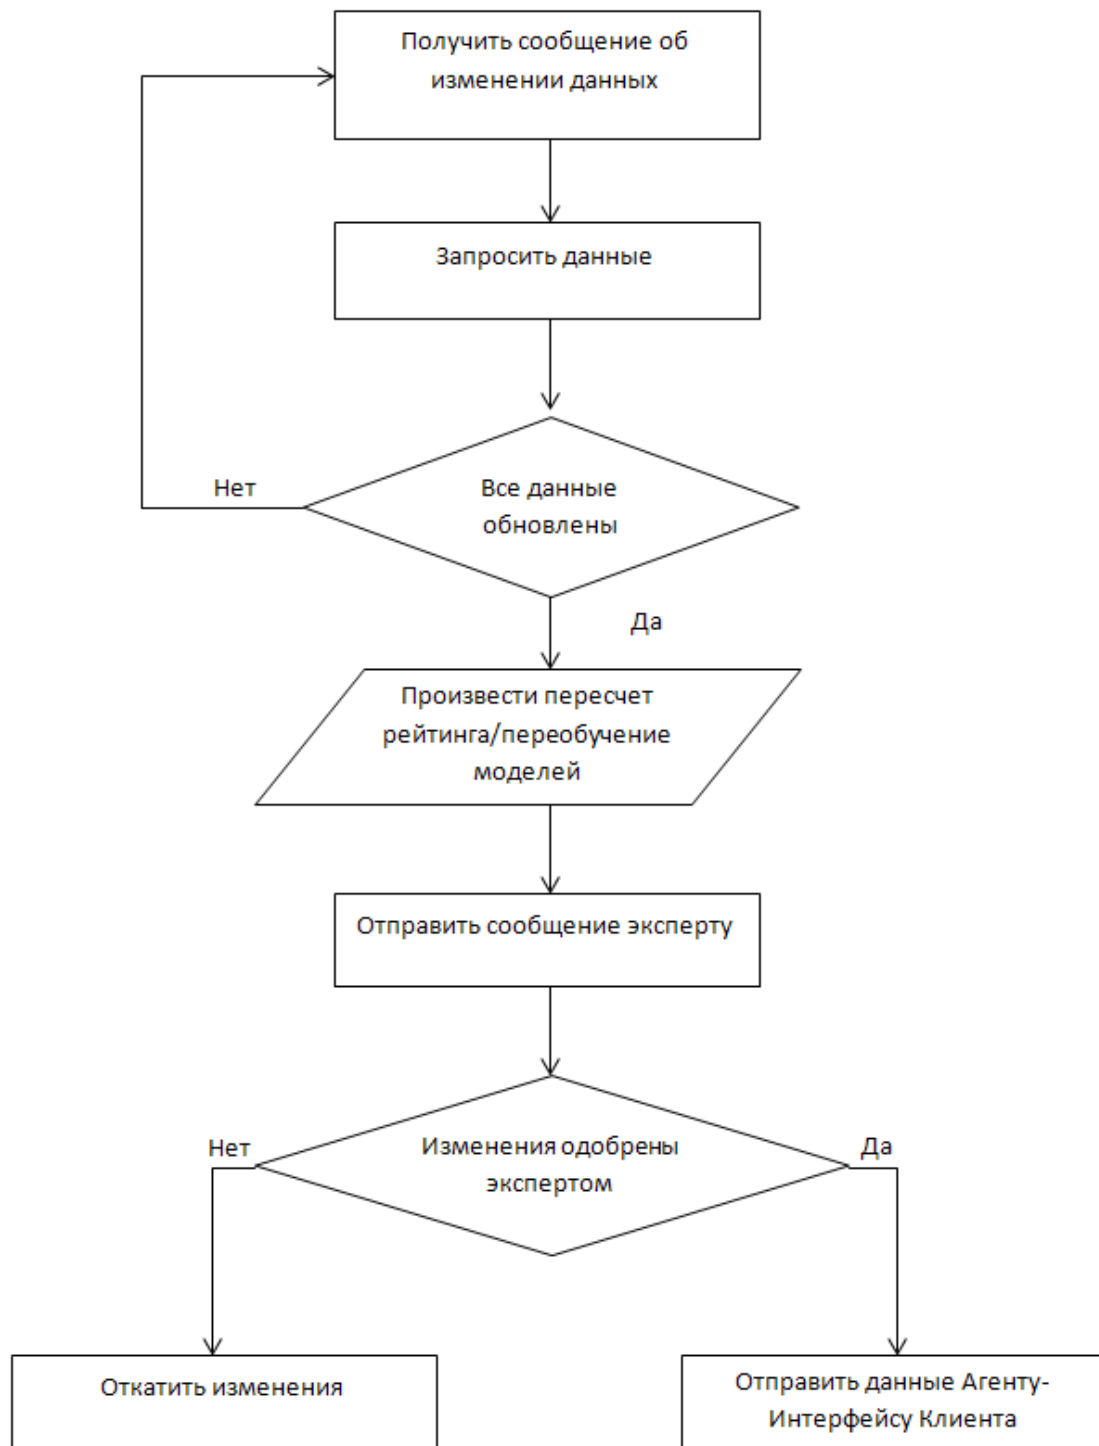 Получить сообщение об
изменении данных
Запросить данные
Нет
Все данные
обновлены
Да
Произвести пересчет
рейтинга/переобучение
моделей
Отправить сообщение эксперту
Нет
Изменения одобрены
экспертом
Да
Откатить изменения
Отправить данные Агенту-
Интерфейсу Клиента